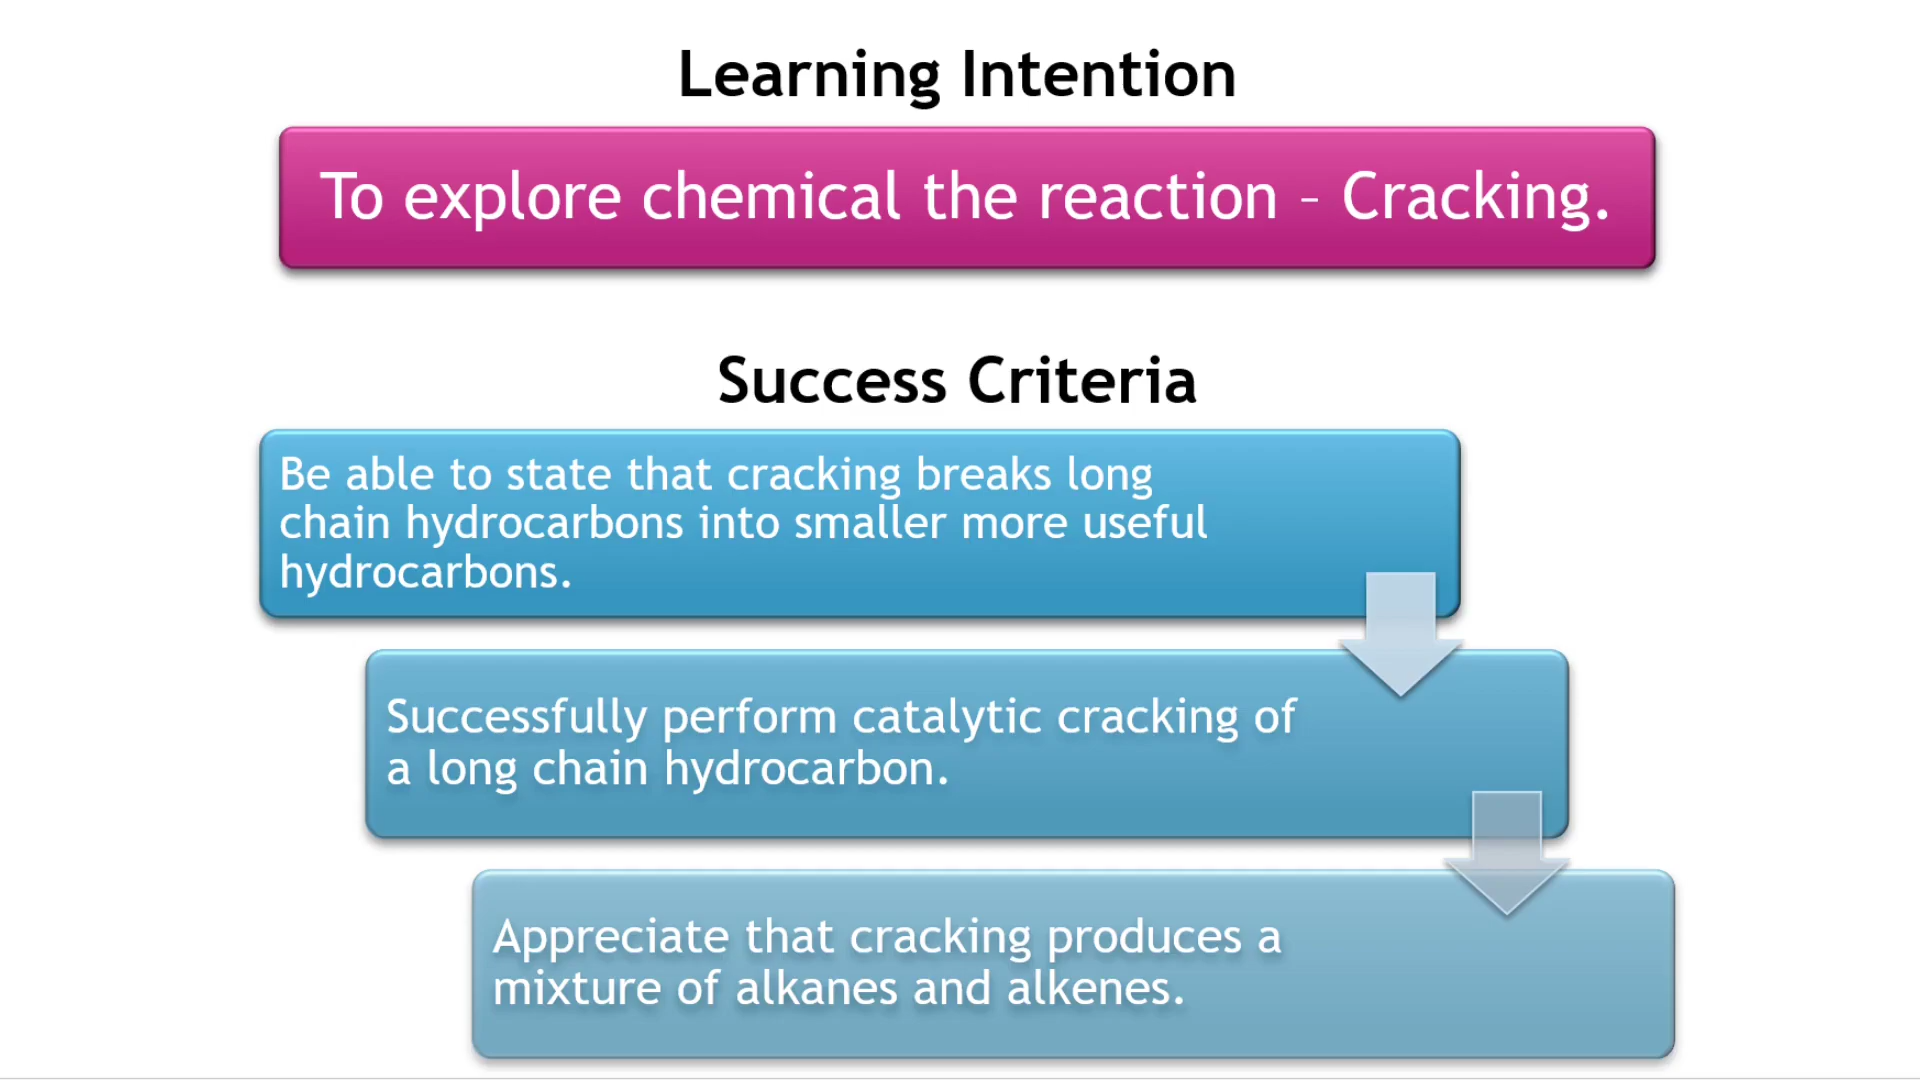 Learning Intention
To explore chemical the reaction – Cracking.
Success Criteria
Be able to state that cracking breaks long
chain hydrocarbons into smaller more useful
hydrocarbons.
Successfully perform catalytic cracking of
a long chain hydrocarbon.
Appreciate that cracking produces a
mixture of alkanes and alkenes.